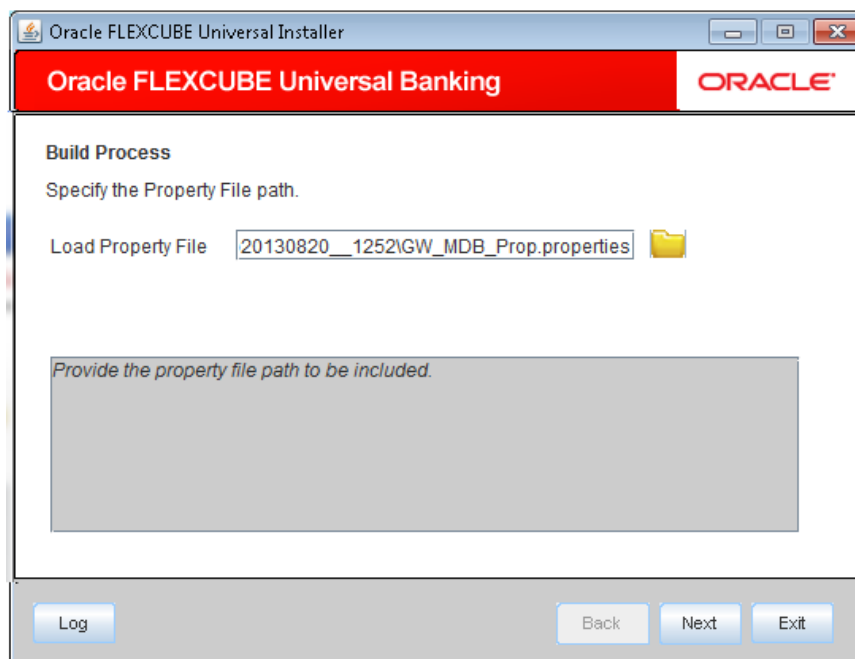 Oracle FLEXCUBE Universal Installer
Oracle FLEXCUBE Universal Banking
ORACLE
Build Process
Specify the Property File path.
Load Property File 20130820__1252\GW_MDB_Prop.properties
Provide the property file path to be included.
Log Back Next Exit